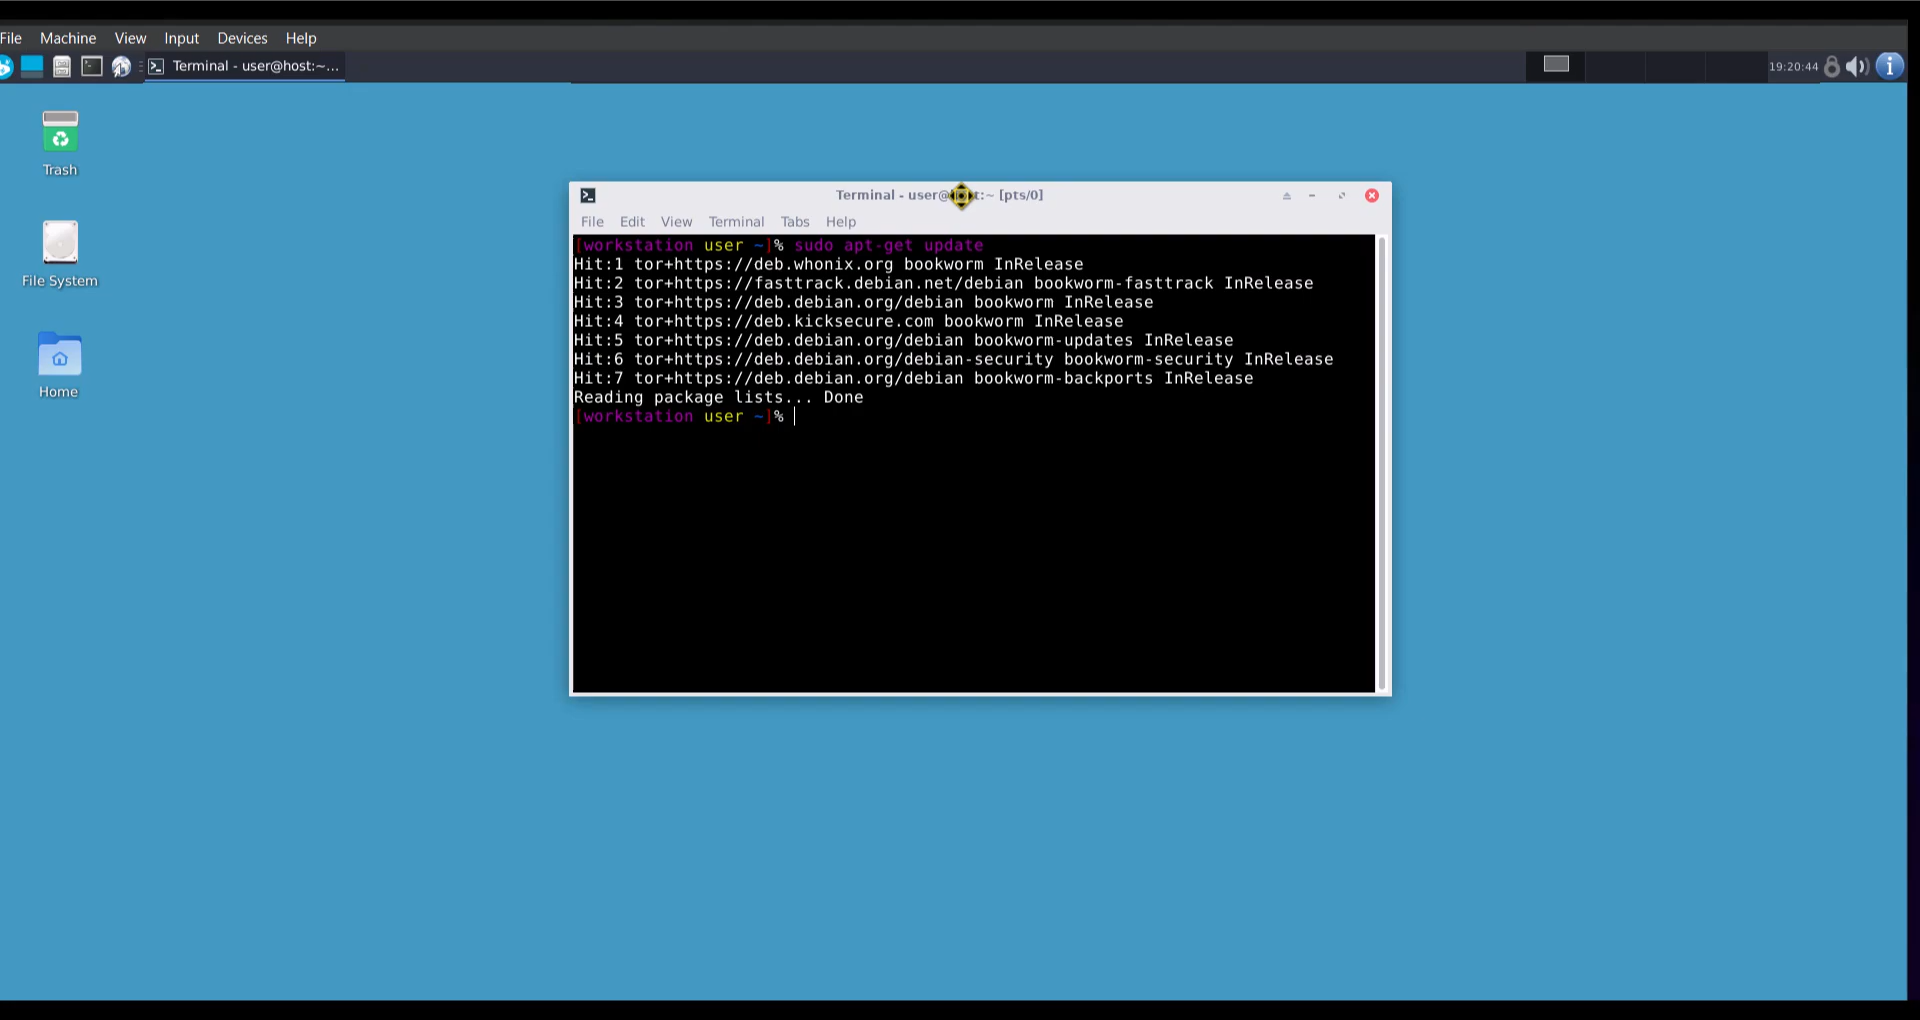 File Machine View Input Devices Help
Terminal - user@host:~... 19:20:44
Trash
File System
Home
Terminal - user@ t:~ [pts/0]
File Edit View Terminal Tabs Help
[workstation user ~]% sudo apt-get update
Hit:1 tor+https://deb.whonix.org bookworm InRelease
Hit:2 tor+https://fasttrack.debian.net/debian bookworm-fasttrack InRelease
Hit:3 tor+https://deb.debian.org/debian bookworm InRelease
Hit:4 tor+https://deb.kicksecure.com bookworm InRelease
Hit:5 tor+https://deb.debian.org/debian bookworm-updates InRelease
Hit:6 tor+https://deb.debian.org/debian-security bookworm-security InRelease
Hit:7 tor+https://deb.debian.org/debian bookworm-backports InRelease
Reading package lists... Done
[workstation user ~]%